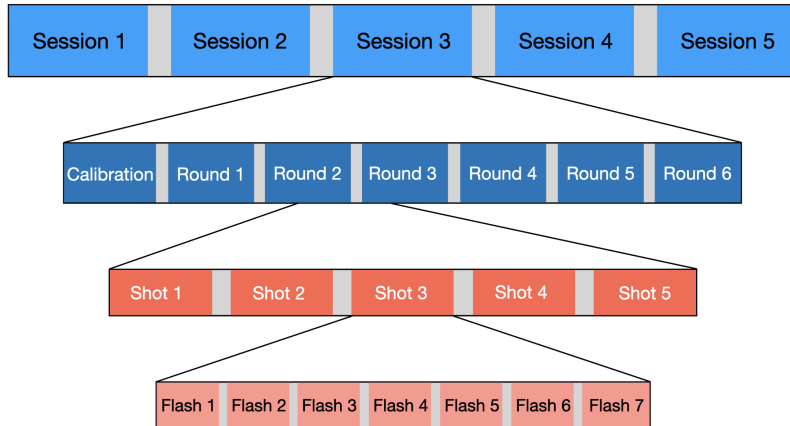 Session 1 Session 2 Session 3 Session 4 Session 5
Calibration Round 1 Round 2 Round 3 Round 4 Round 5 Round 6
Shot 1 Shot 2 Shot 3 Shot 4 Shot 5
Flash 1 Flash 2 Flash 3 Flash 4 Flash 5 Flash 6 Flash 7